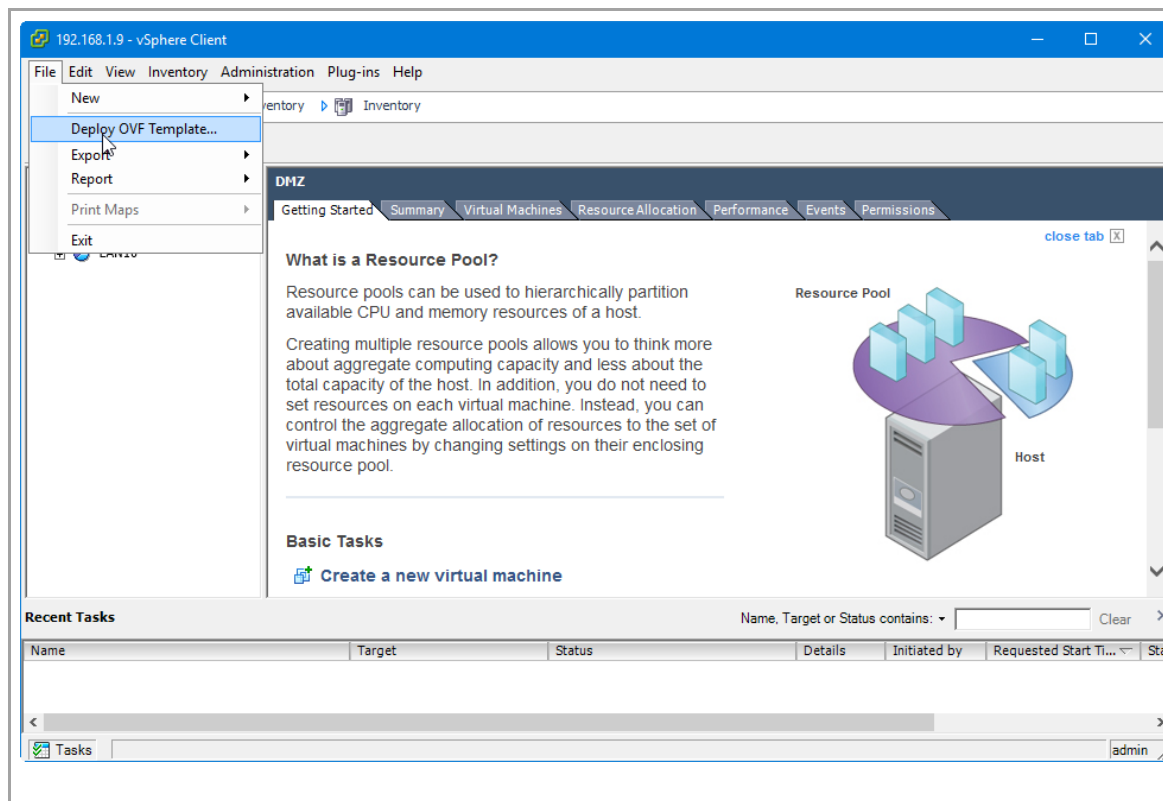 192.168.1.9 - vSphere Client
File Edit View Inventory Administration Plug-ins Help
New
Inventory
Deploy OVF Template...
Export
Report
Print Maps
Exit
DMZ
Getting Started Summary Virtual Machines Resource Allocation Performance Events Permissions
close tab X
What is a Resource Pool?
Resource pools can be used to hierarchically partition
available CPU and memory resources of a host.
Creating multiple resource pools allows you to think more
about aggregate computing capacity and less about the
total capacity of the host. In addition, you do not need to
set resources on each virtual machine. Instead, you can
control the aggregate allocation of resources to the set of
virtual machines by changing settings on their enclosing
resource pool.
Resource Pool
Host
Basic Tasks
Create a new virtual machine
Recent Tasks
Name, Target or Status contains: Clear
Name Target Status Details Initiated by Requested Start Ti... Sta
Tasks
admin